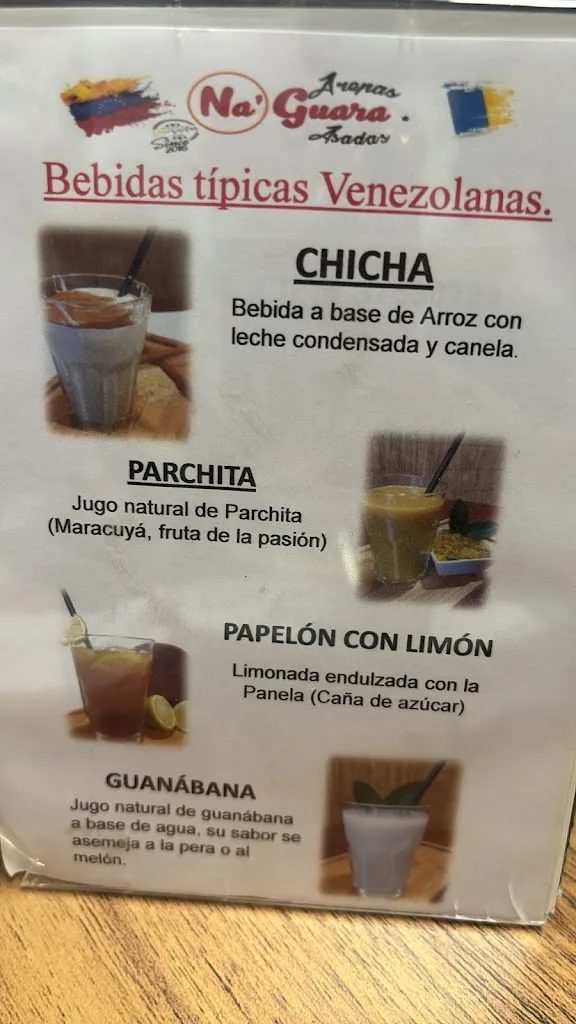 Arepas
Na' Guara.
Asadas
Since
2016
Bebidas típicas Venezolanas.
CHICHA
Bebida a base de Arroz con
leche condensada y canela.
PARCHITA
Jugo natural de Parchita
(Maracuyá, fruta de la pasión)
PAPELÓN CON LIMÓN
Limonada endulzada con la
Panela (Caña de azúcar)
GUANÁBANA
Jugo natural de guanábana
a base de agua, su sabor se
asemeja a la pera o al
melón.